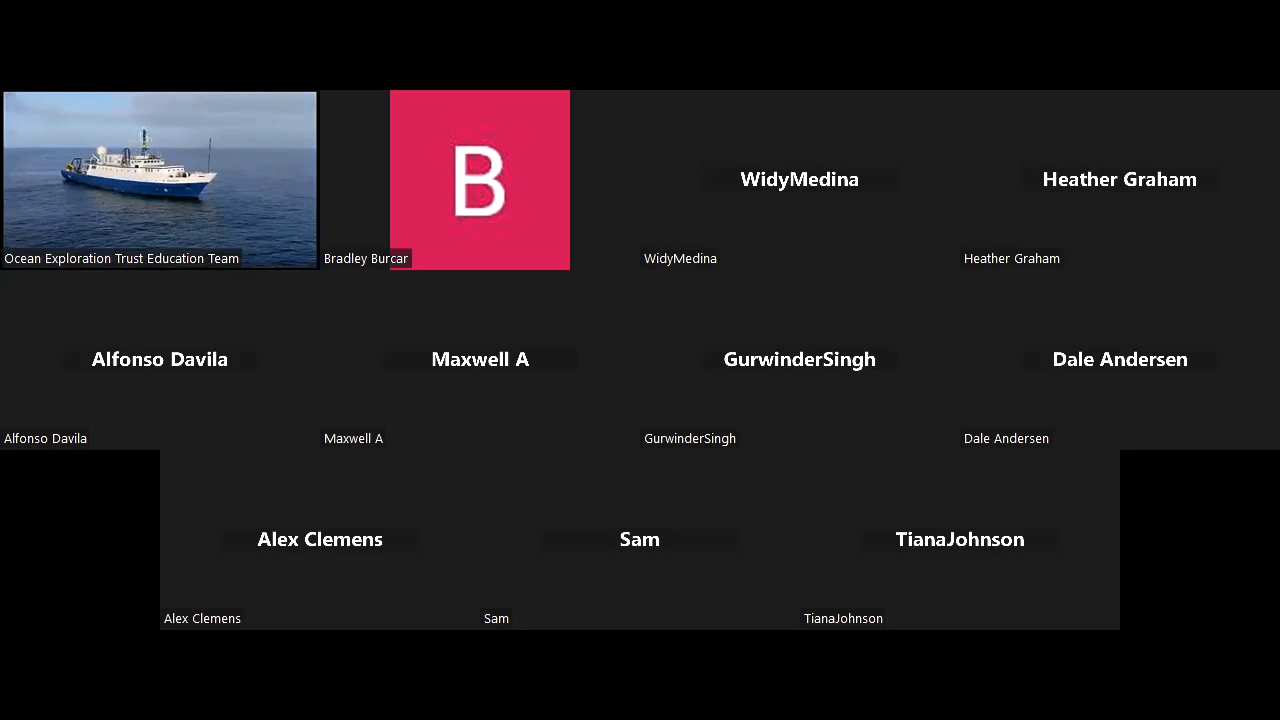 Ocean Exploration Trust Education Team
B
Bradley Burcar
WidyMedina
WidyMedina
Heather Graham
Heather Graham
Alfonso Davila
Alfonso Davila
Maxwell A
Maxwell A
GurwinderSingh
GurwinderSingh
Dale Andersen
Dale Andersen
Alex Clemens
Alex Clemens
Sam
Sam
TianaJohnson
TianaJohnson